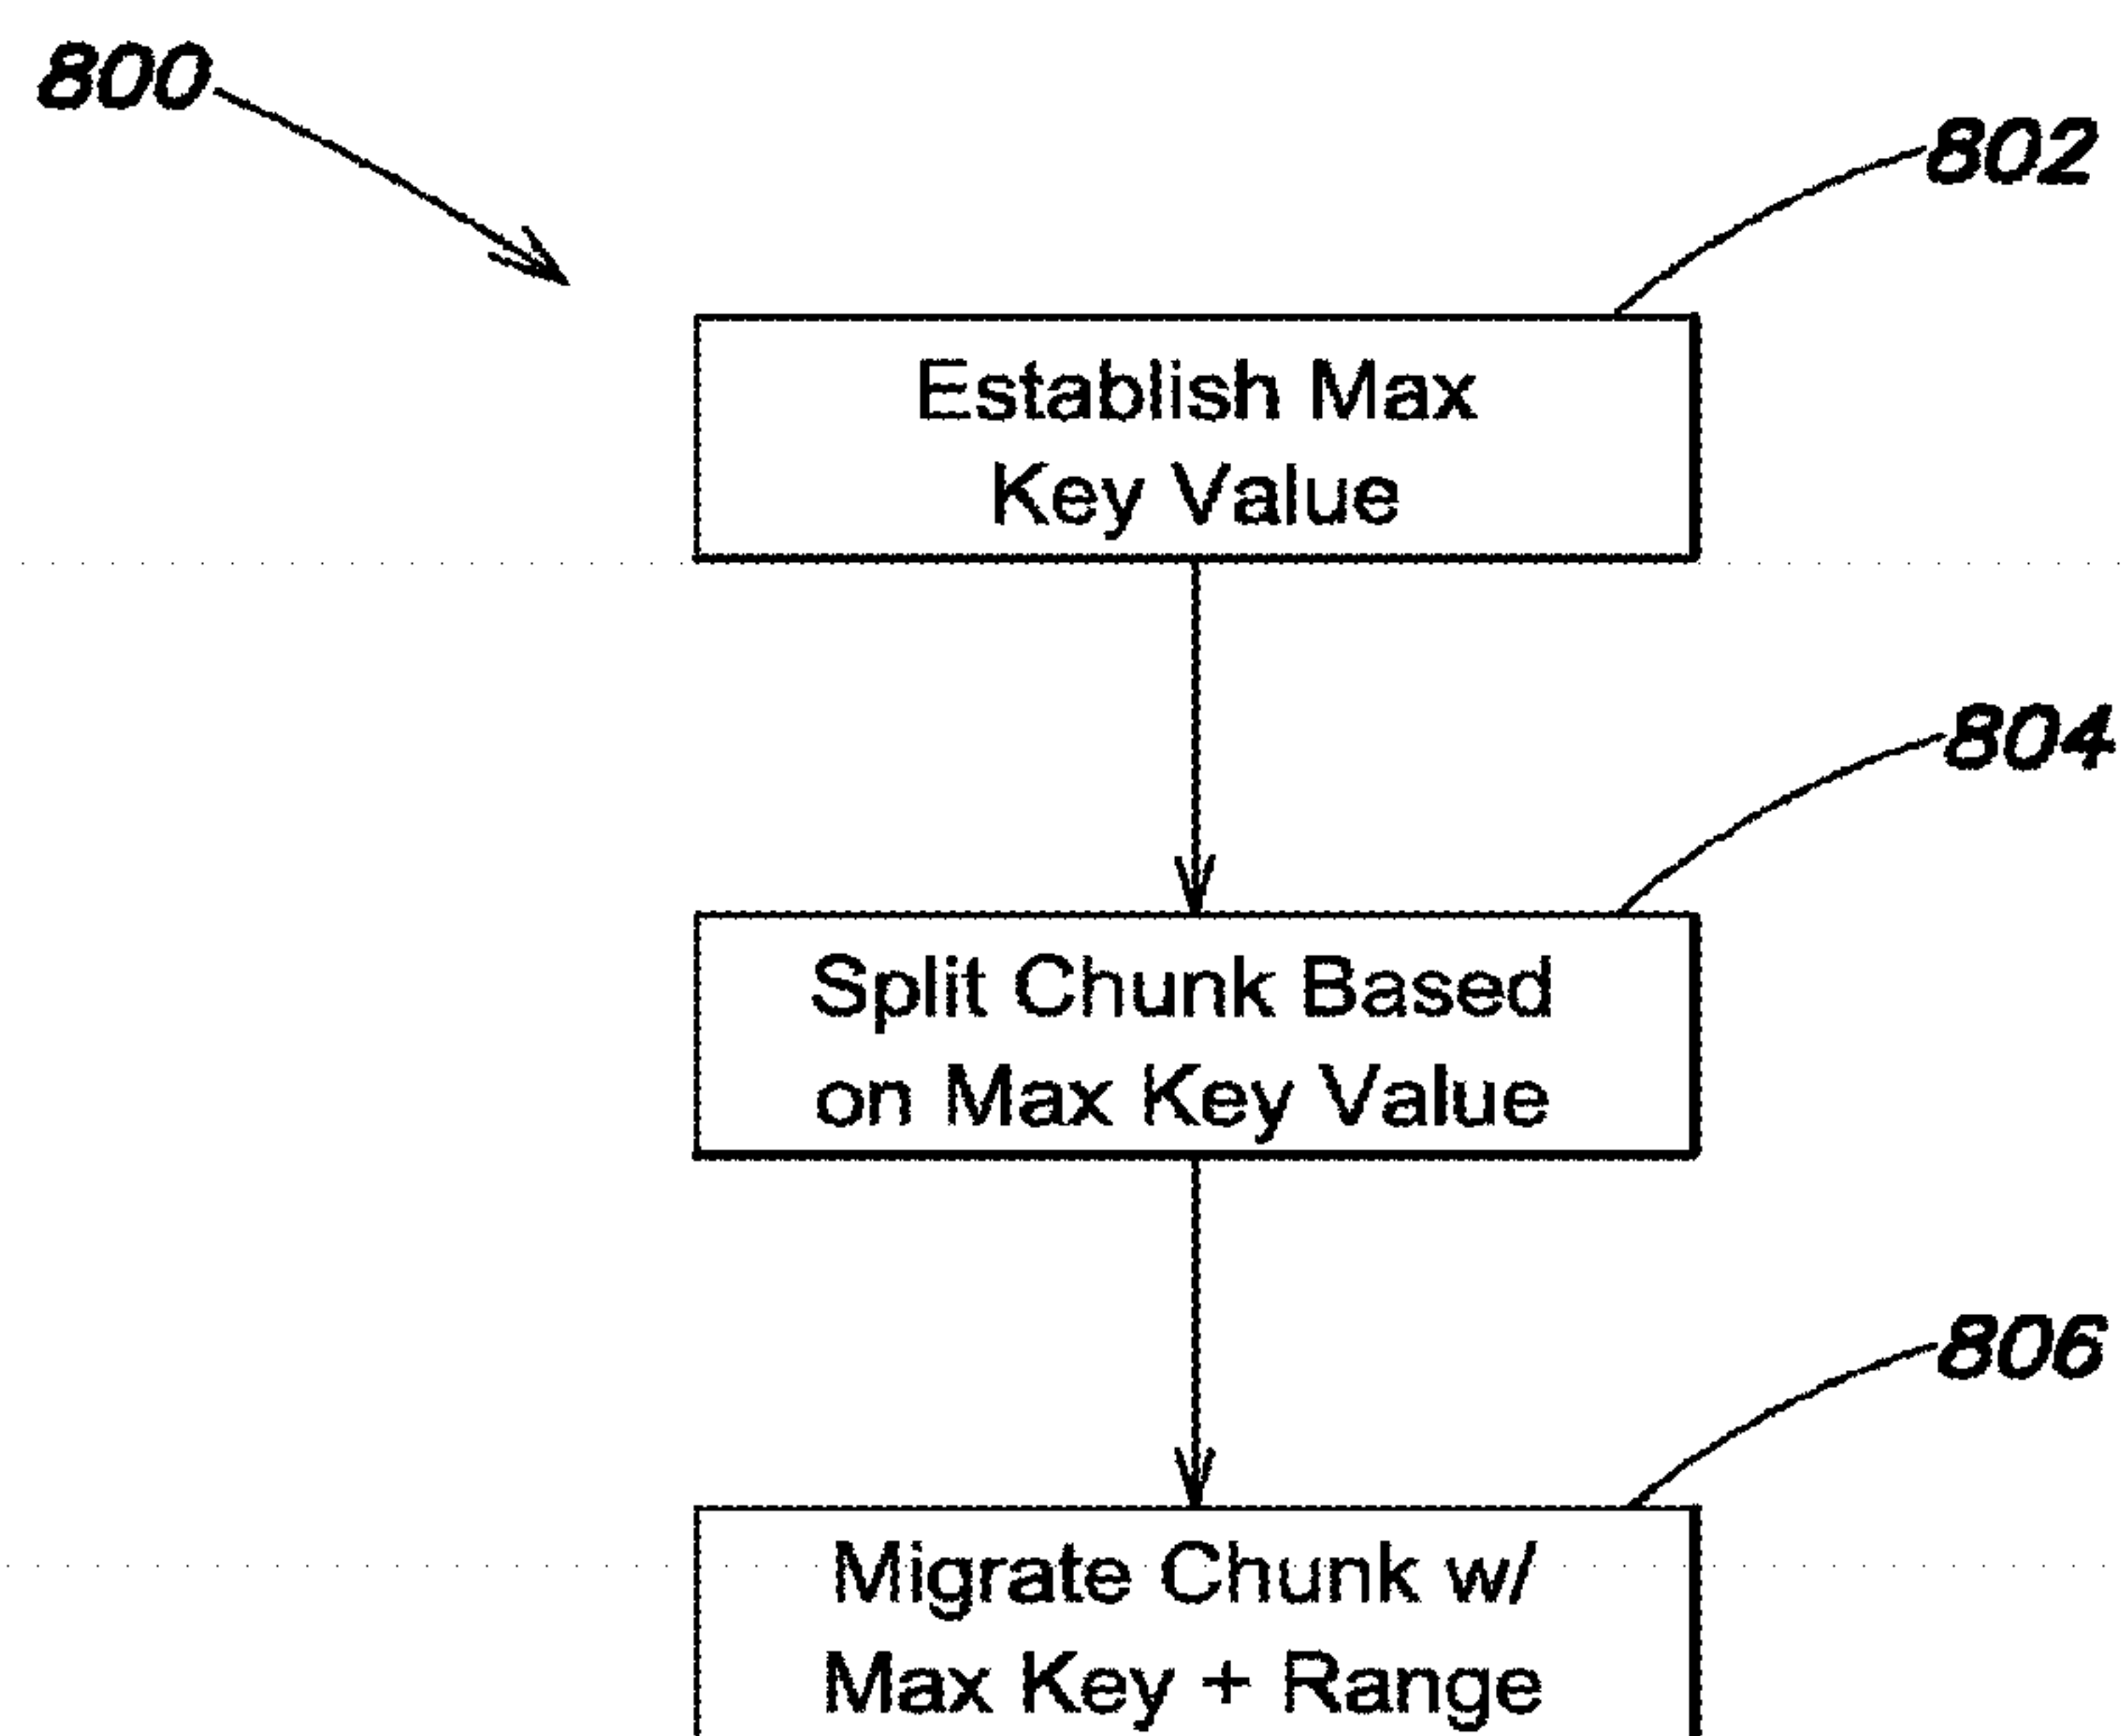 800
802
Establish Max
Key Value
804
Split Chunk Based
on Max Key Value
806
Migrate Chunk w/
Max Key + Range